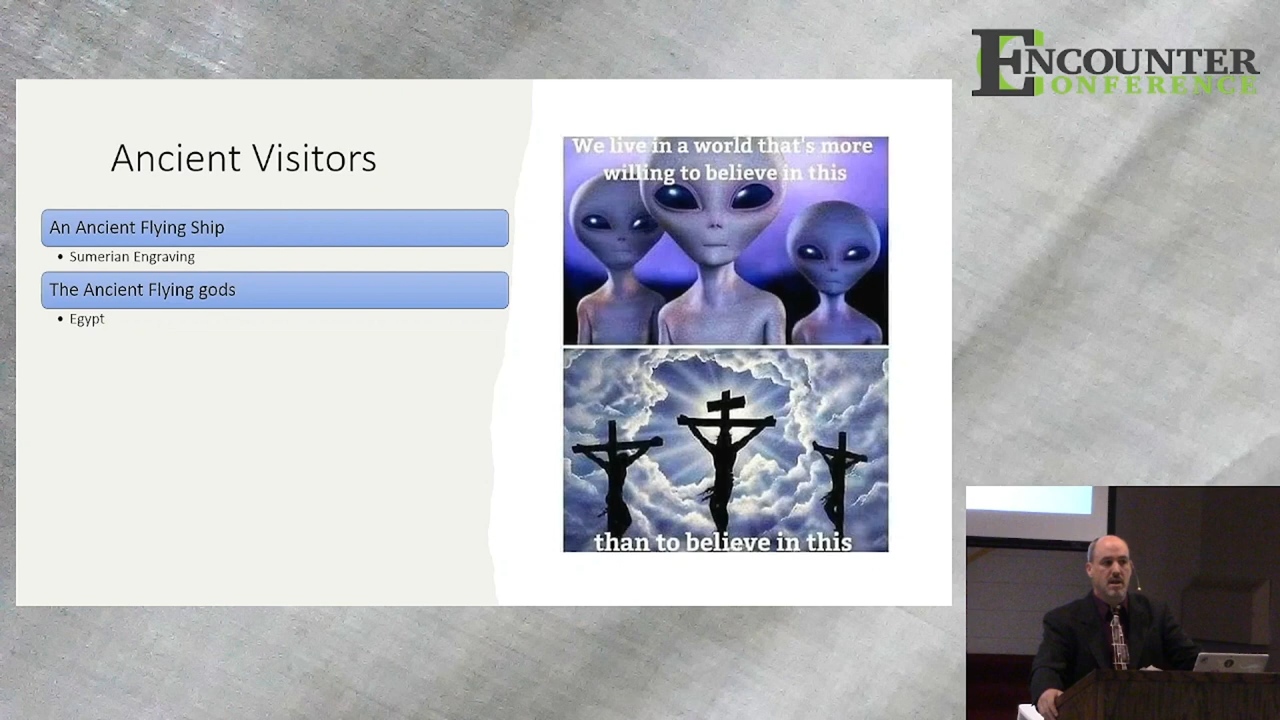 ENCOUNTER
CONFERENCE
Ancient Visitors
An Ancient Flying Ship
• Sumerian Engraving
The Ancient Flying gods
• Egypt
We live in a world that's more
willing to believe in this
than to believe in this